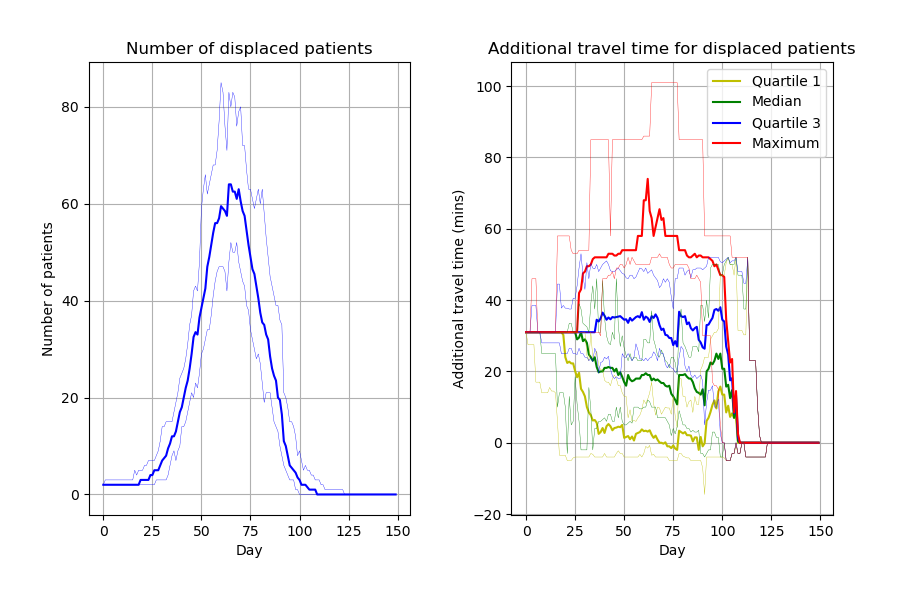 Number of displaced patients
Number of patients
80
60
40
20
0
0 25 50 75 100 125 150
Day
Additional travel time for displaced patients
Additional travel time (mins)
100
80
60
40
20
0
−20
0 25 50 75 100 125 150
Day
Quartile 1
Median
Quartile 3
Maximum